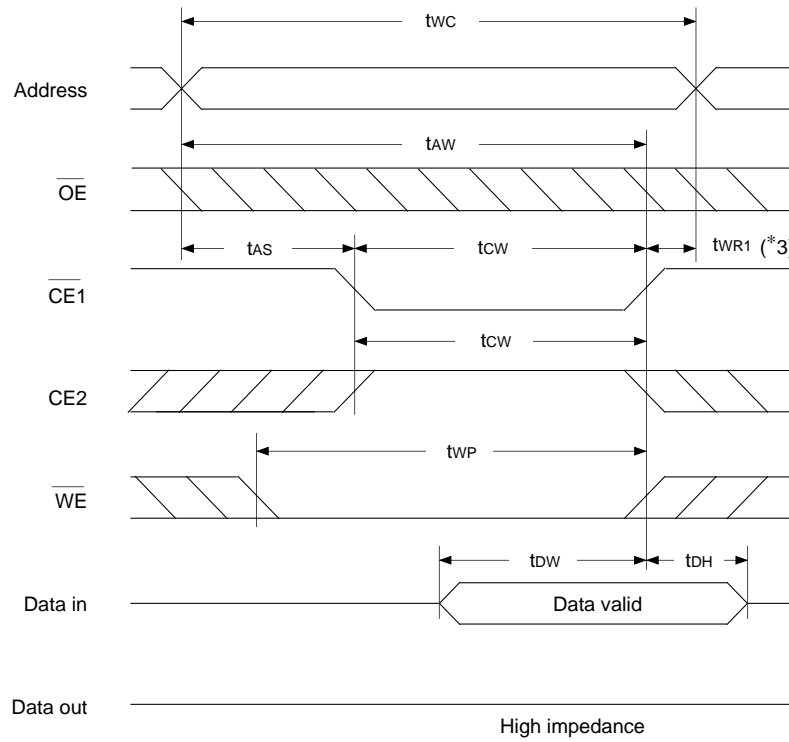 tWC
Address
tAW
OE
tAS tCW tWR1 (*3)
CE1
tCW
CE2
tWP
WE
tDW tDH
Data in Data valid
Data out
High impedance